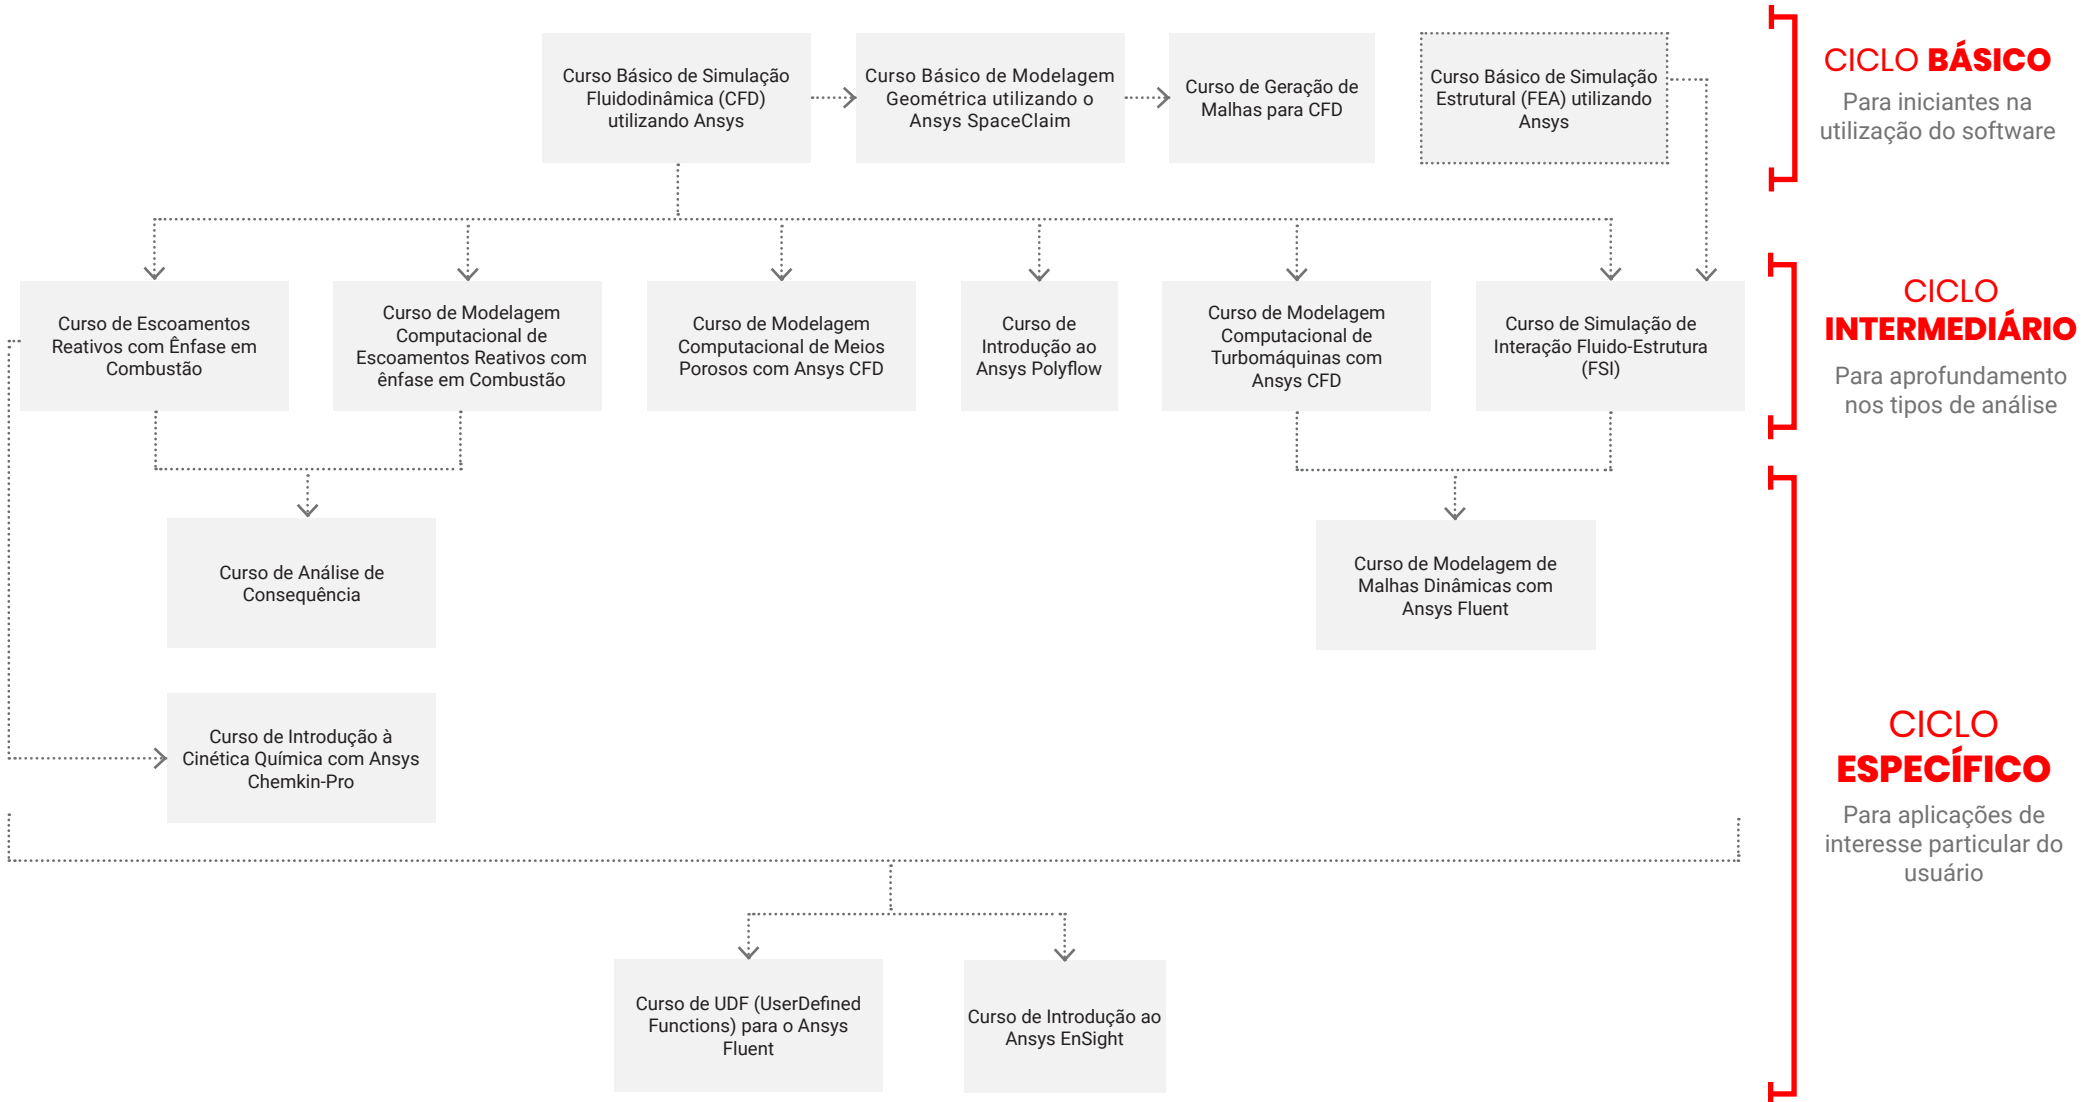 Curso Básico de Simulação
Fluidodinâmica (CFD)
utilizando Ansys
Curso Básico de Modelagem
Geométrica utilizando o
Ansys SpaceClaim
Curso de Geração de
Malhas para CFD
Curso Básico de Simulação
Estrutural (FEA) utilizando
Ansys
CICLO BÁSICO
Para iniciantes na
utilização do software
Curso de Escoamentos
Reativos com Ênfase em
Combustão
Curso de Modelagem
Computacional de
Escoamentos Reativos com
ênfase em Combustão
Curso de Modelagem
Computacional de Meios
Porosos com Ansys CFD
Curso de
Introdução ao
Ansys Polyflow
Curso de Modelagem
Computacional de
Turbomáquinas com
Ansys CFD
Curso de Simulação de
Interação Fluido-Estrutura
(FSI)
CICLO
INTERMEDIÁRIO
Para aprofundamento
nos tipos de análise
Curso de Análise de
Consequência
Curso de Modelagem de
Malhas Dinâmicas com
Ansys Fluent
Curso de Introdução à
Cinética Química com Ansys
Chemkin-Pro
CICLO
ESPECÍFICO
Para aplicações de
interesse particular do
usuário
Curso de UDF (UserDefined
Functions) para o Ansys
Fluent
Curso de Introdução ao
Ansys EnSight